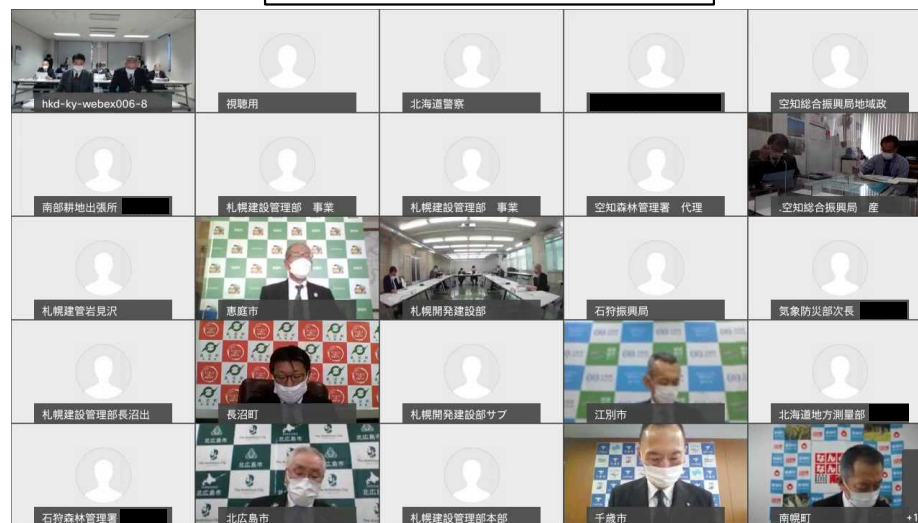 hkd-ky-webex006-8
視聴用
北海道警察
空知総合振興局地域政
南部耕地出張所
札幌建設管理部 事業
札幌建設管理部 事業
空知森林管理署 代理
.空知総合振興局 産
札幌建管岩見沢
恵庭市
札幌開発建設部
石狩振興局
気象防災部次長
札幌建設管理部長沼出
長沼町
札幌開発建設部サブ
江別市
北海道地方測量部
石狩森林管理署
北広島市
札幌建設管理部本部
千歳市
南幌町